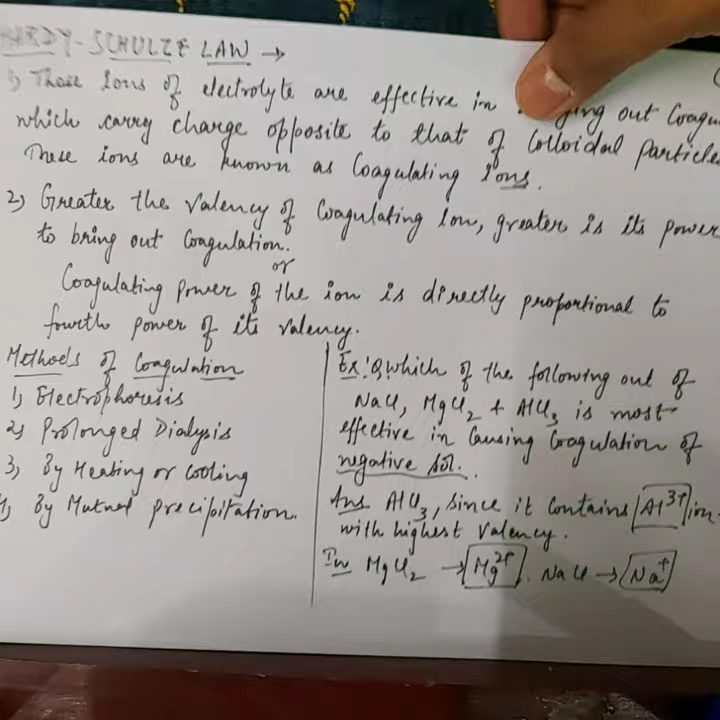 HARDY-SCHULZE LAW →
1) Those Ions of electrolyte are effective in out Coagu
which carry charge opposite to that of Colloidal Particle
These ions are known as Coagulating Ions.
2) Greater the Valency of Coagulating Ion, greater is its power
to bring out Coagulation.
or
Coagulating power of the ion is directly proportional to
fourth power of its Valency.
Methods of Coagulation
1) Electrophoresis
2) Prolonged Dialysis
3) By Heating or Cooling
4) By Mutual Precipitation.
Ex: Q which of the following out of
NaCl, MgCl2 + AlCl3 is most
effective in Causing Coagulation of
negative Sol.
Ans AlCl3, since it contains Al3+ ion
with highest Valency.
In MgCl2 → Mg2+. NaCl → Na+